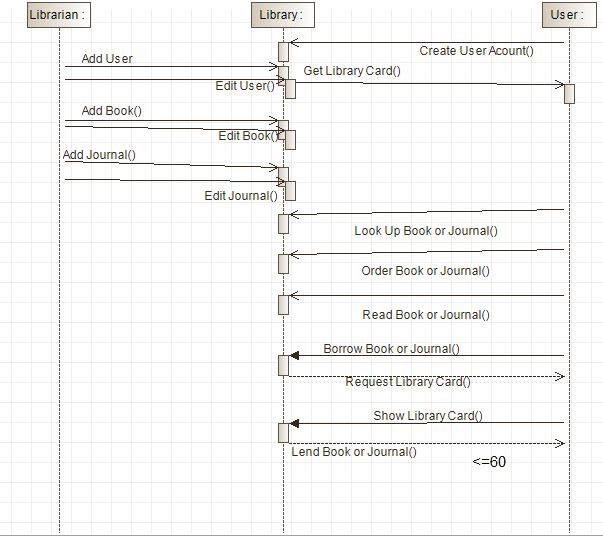 Librarian :
Library :
User :
Create User Acount()
Add User
Get Library Card()
Edit User()
Add Book()
Edit Book()
Add Journal()
Edit Journal()
Look Up Book or Journal()
Order Book or Journal()
Read Book or Journal()
Borrow Book or Journal()
Request Library Card()
Show Library Card()
Lend Book or Journal()
<=60